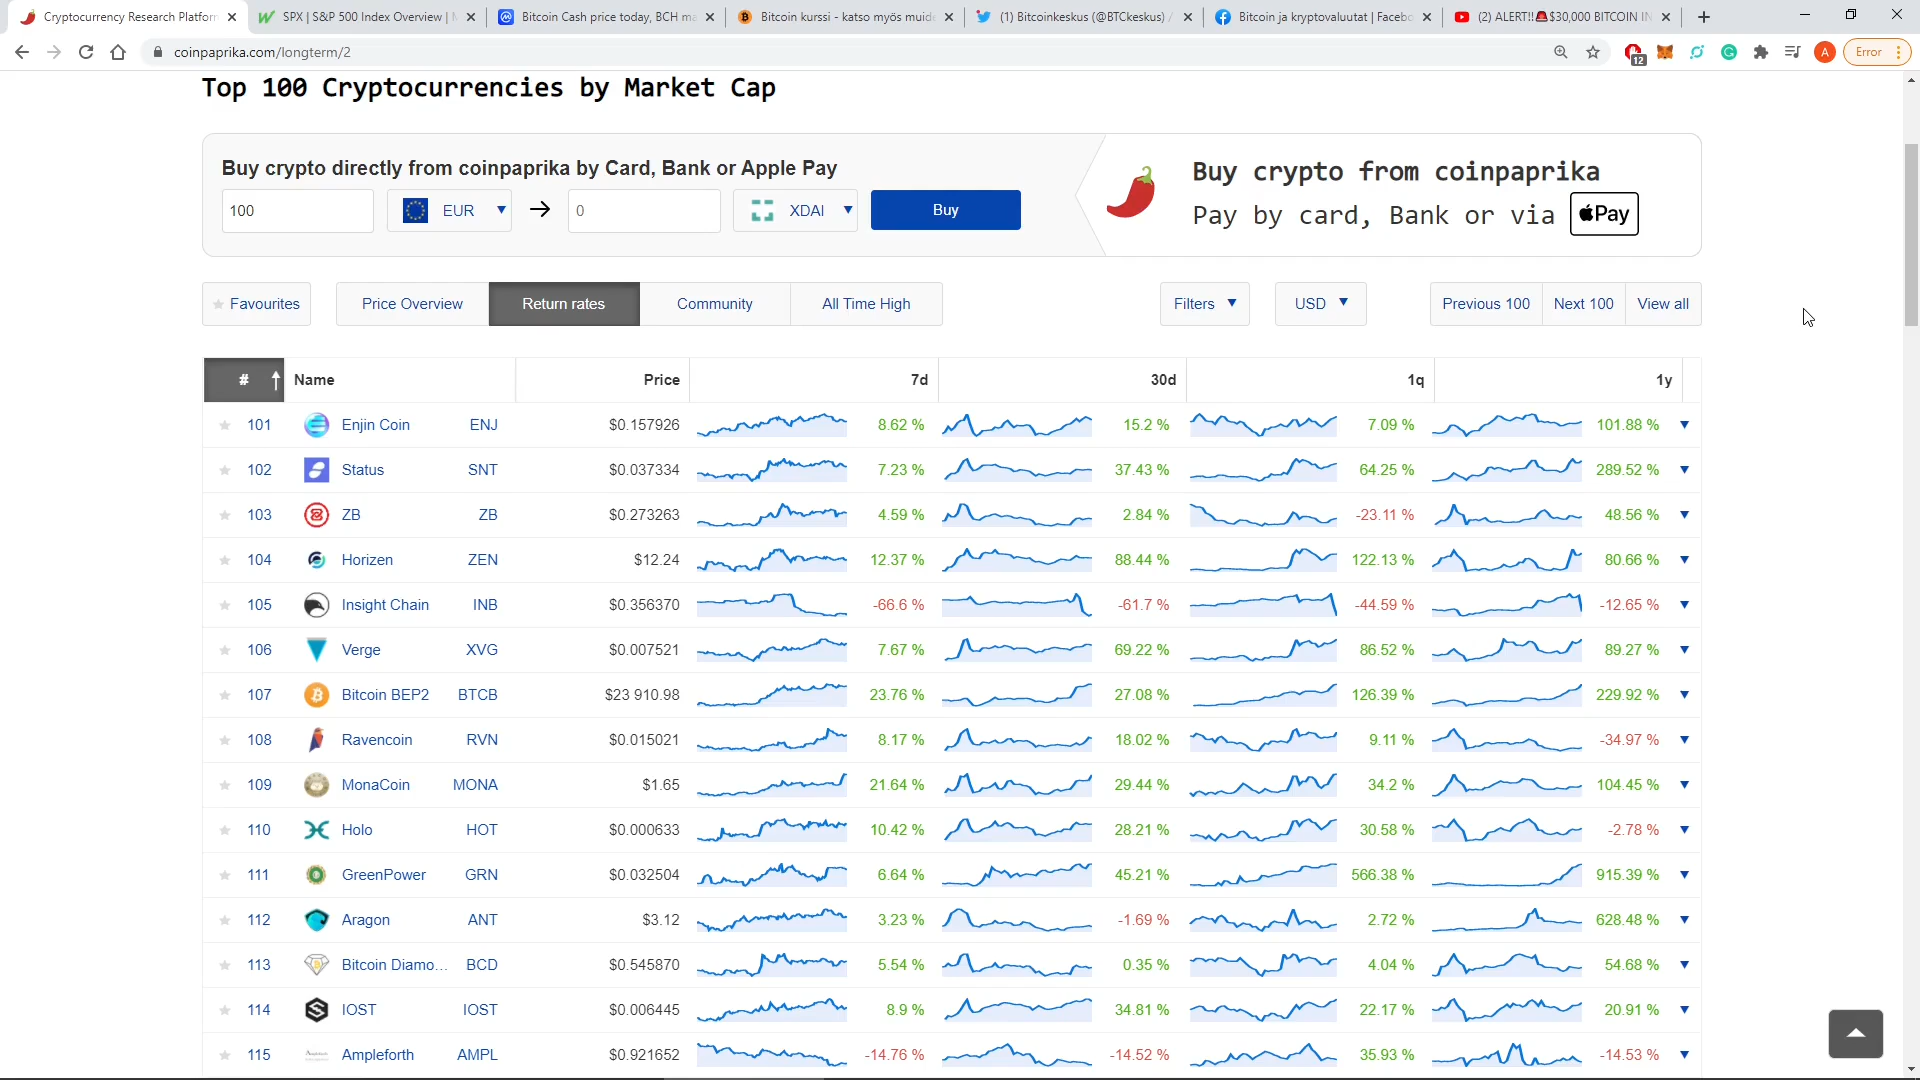 Cryptocurrency Research Platform
SPX | S&P 500 Index Overview |
Bitcoin Cash price today, BCH ma
Bitcoin kurssi - katso myös muide
(1) Bitcoinkeskus (@BTCkeskus) /
Bitcoin ja kryptovaluutat | Facebo
(2) ALERT!!🚨$30,000 BITCOIN IN
coinpaprika.com/longterm/2
12
A
Error
Top 100 Cryptocurrencies by Market Cap
Buy crypto directly from coinpaprika by Card, Bank or Apple Pay
100 EUR → 0 XDAI Buy
Buy crypto from coinpaprika
Pay by card, Bank or via Pay
Favourites Price Overview Return rates Community All Time High Filters USD Previous 100 Next 100 View all
# Name Price 7d 30d 1q 1y
101 Enjin Coin ENJ $0.157926 8.62 % 15.2 % 7.09 % 101.88 %
102 Status SNT $0.037334 7.23 % 37.43 % 64.25 % 289.52 %
103 ZB ZB $0.273263 4.59 % 2.84 % -23.11 % 48.56 %
104 Horizen ZEN $12.24 12.37 % 88.44 % 122.13 % 80.66 %
105 Insight Chain INB $0.356370 -66.6 % -61.7 % -44.59 % -12.65 %
106 Verge XVG $0.007521 7.67 % 69.22 % 86.52 % 89.27 %
107 Bitcoin BEP2 BTCB $23 910.98 23.76 % 27.08 % 126.39 % 229.92 %
108 Ravencoin RVN $0.015021 8.17 % 18.02 % 9.11 % -34.97 %
109 MonaCoin MONA $1.65 21.64 % 29.44 % 34.2 % 104.45 %
110 Holo HOT $0.000633 10.42 % 28.21 % 30.58 % -2.78 %
111 GreenPower GRN $0.032504 6.64 % 45.21 % 566.38 % 915.39 %
112 Aragon ANT $3.12 3.23 % -1.69 % 2.72 % 628.48 %
113 Bitcoin Diamo... BCD $0.545870 5.54 % 0.35 % 4.04 % 54.68 %
114 IOST IOST $0.006445 8.9 % 34.81 % 22.17 % 20.91 %
115 Ampleforth AMPL $0.921652 -14.76 % -14.52 % 35.93 % -14.53 %